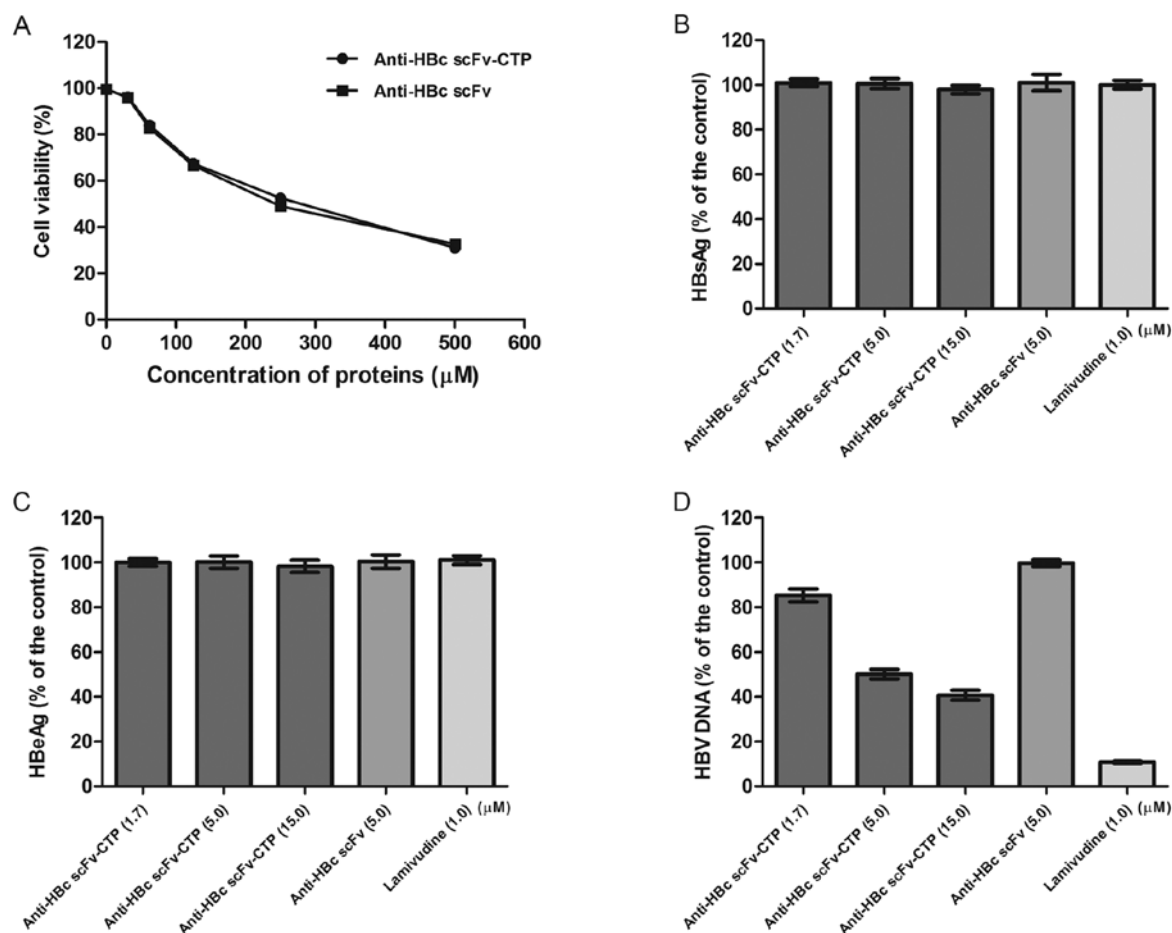 A
120
100
80
60
40
20
0
Cell viability (%)
Anti-HBc scFv-CTP
Anti-HBc scFv
0 100 200 300 400 500 600
Concentration of proteins (μM)
B
120
100
80
60
40
20
0
HBsAg (% of the control)
Anti-HBc scFv-CTP (1.7)
Anti-HBc scFv-CTP (5.0)
Anti-HBc scFv-CTP (15.0)
Anti-HBc scFv (5.0)
Lamivudine (1.0) (μM)
C
120
100
80
60
40
20
0
HBeAg (% of the control)
Anti-HBc scFv-CTP (1.7)
Anti-HBc scFv-CTP (5.0)
Anti-HBc scFv-CTP (15.0)
Anti-HBc scFv (5.0)
Lamivudine (1.0) (μM)
D
120
100
80
60
40
20
0
HBV DNA (% of the control)
Anti-HBc scFv-CTP (1.7)
Anti-HBc scFv-CTP (5.0)
Anti-HBc scFv-CTP (15.0)
Anti-HBc scFv (5.0)
Lamivudine (1.0) (μM)